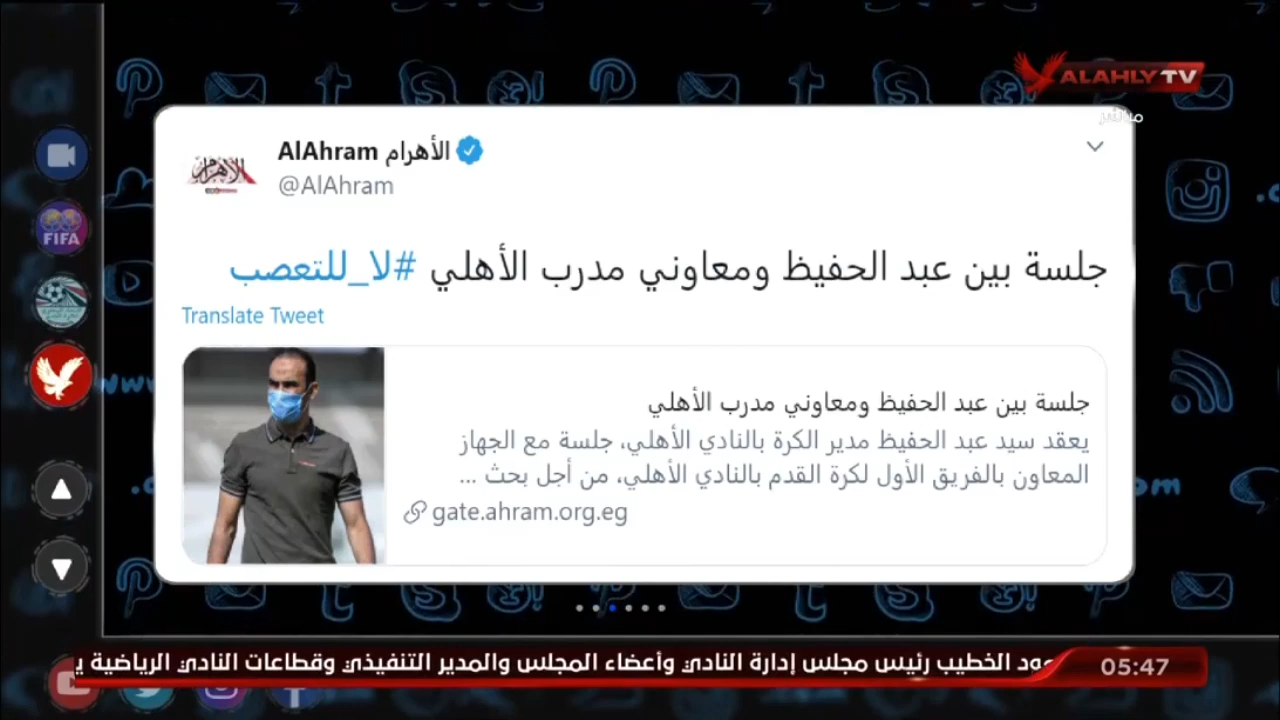 ALAHLY TV
مباشر
AlAhram الأهرام
@AlAhram
جلسة بين عبد الحفيظ ومعاوني مدرب الأهلي #لا_للتعصب
Translate Tweet
جلسة بين عبد الحفيظ ومعاوني مدرب الأهلي
يعقد سيد عبد الحفيظ مدير الكرة بالنادي الأهلي، جلسة مع الجهاز
المعاون بالفريق الأول لكرة القدم بالنادي الأهلي، من أجل بحث ...
gate.ahram.org.eg
FIFA
الخطيب رئيس مجلس إدارة النادي وأعضاء المجلس والمدير التنفيذي وقطاعات النادي الرياضية
05:47